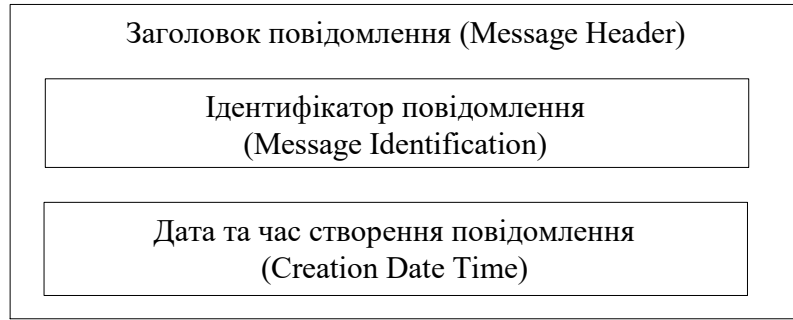 Заголовок повідомлення (Message Header)
Ідентифікатор повідомлення
(Message Identification)
Дата та час створення повідомлення
(Creation Date Time)